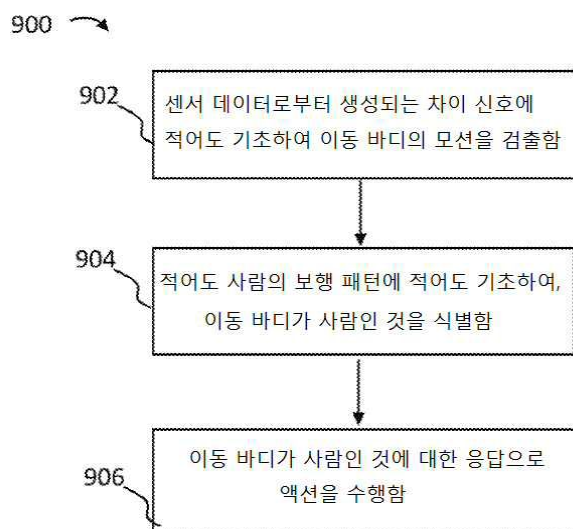 900
902
센서 데이터로부터 생성되는 차이 신호에
적어도 기초하여 이동 바디의 모션을 검출함
904
적어도 사람의 보행 패턴에 적어도 기초하여,
이동 바디가 사람인 것을 식별함
906
이동 바디가 사람인 것에 대한 응답으로
액션을 수행함